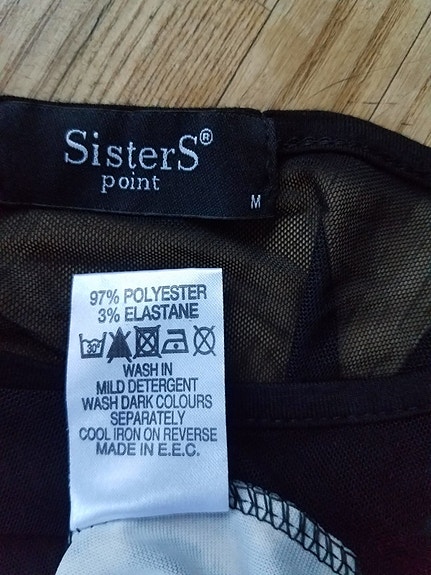 SisterS®
point
M
97% POLYESTER
3% ELASTANE
30°
WASH IN
MILD DETERGENT
WASH DARK COLOURS
SEPARATELY
COOL IRON ON REVERSE
MADE IN E.E.C.